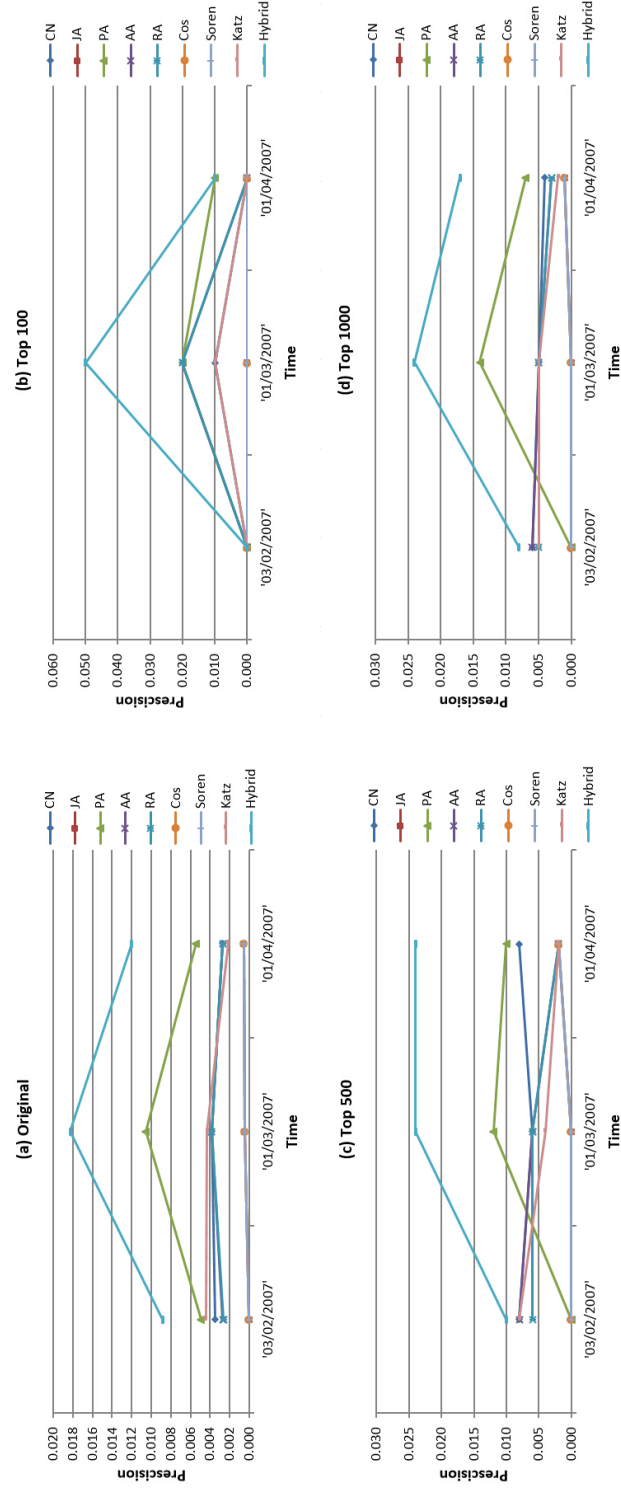 (a) Original
Prescision
0.020
0.018
0.016
0.014
0.012
0.010
0.008
0.006
0.004
0.002
0.000
'03/02/2007'
'01/03/2007'
'01/04/2007'
Time
CN
JA
PA
AA
RA
Cos
Soren
Katz
Hybrid
(b) Top 100
Prescision
0.060
0.050
0.040
0.030
0.020
0.010
0.000
'03/02/2007'
'01/03/2007'
'01/04/2007'
Time
CN
JA
PA
AA
RA
Cos
Soren
Katz
Hybrid
(c) Top 500
Prescision
0.030
0.025
0.020
0.015
0.010
0.005
0.000
'03/02/2007'
'01/03/2007'
'01/04/2007'
Time
CN
JA
PA
AA
RA
Cos
Soren
Katz
Hybrid
(d) Top 1000
Prescision
0.030
0.025
0.020
0.015
0.010
0.005
0.000
'03/02/2007'
'01/03/2007'
'01/04/2007'
Time
CN
JA
PA
AA
RA
Cos
Soren
Katz
Hybrid